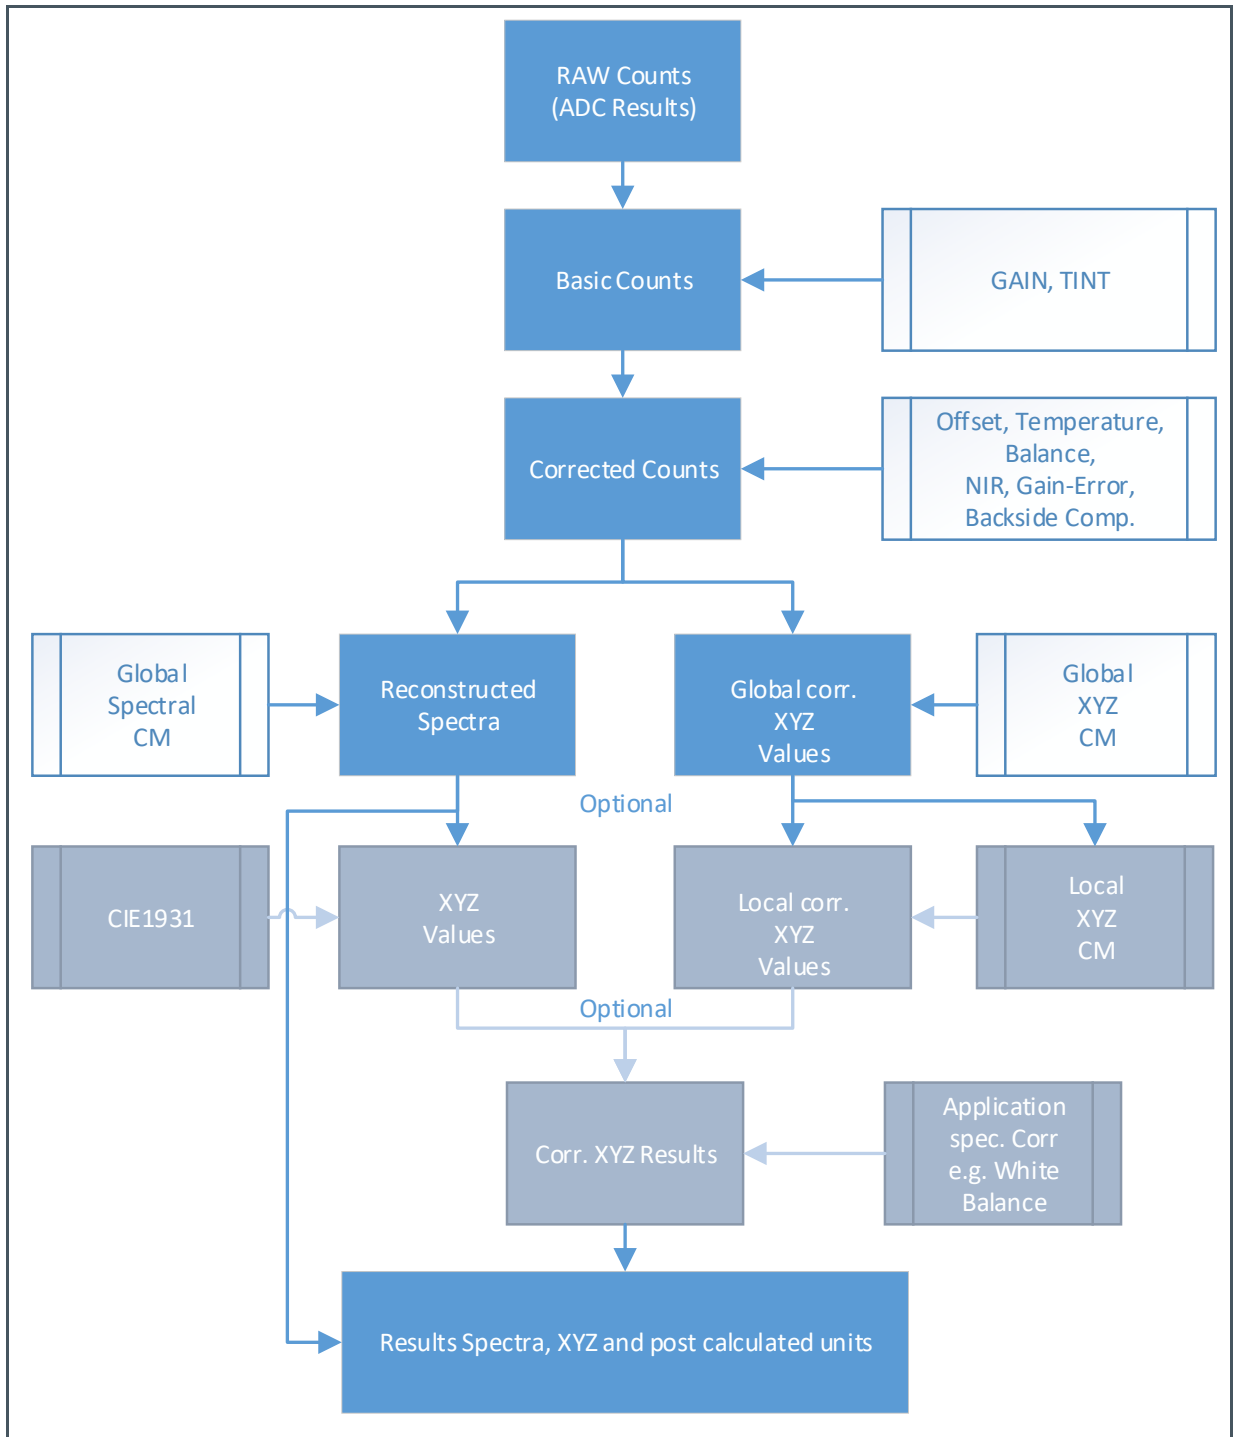 RAW Counts
(ADC Results)
Basic Counts
GAIN, TINT
Corrected Counts
Offset, Temperature,
Balance,
NIR, Gain-Error,
Backside Comp.
Global
Spectral
CM
Reconstructed
Spectra
Global corr.
XYZ
Values
Global
XYZ
CM
Optional
CIE1931
XYZ
Values
Local corr.
XYZ
Values
Local
XYZ
CM
Optional
Corr. XYZ Results
Application
spec. Corr
e.g. White
Balance
Results Spectra, XYZ and post calculated units